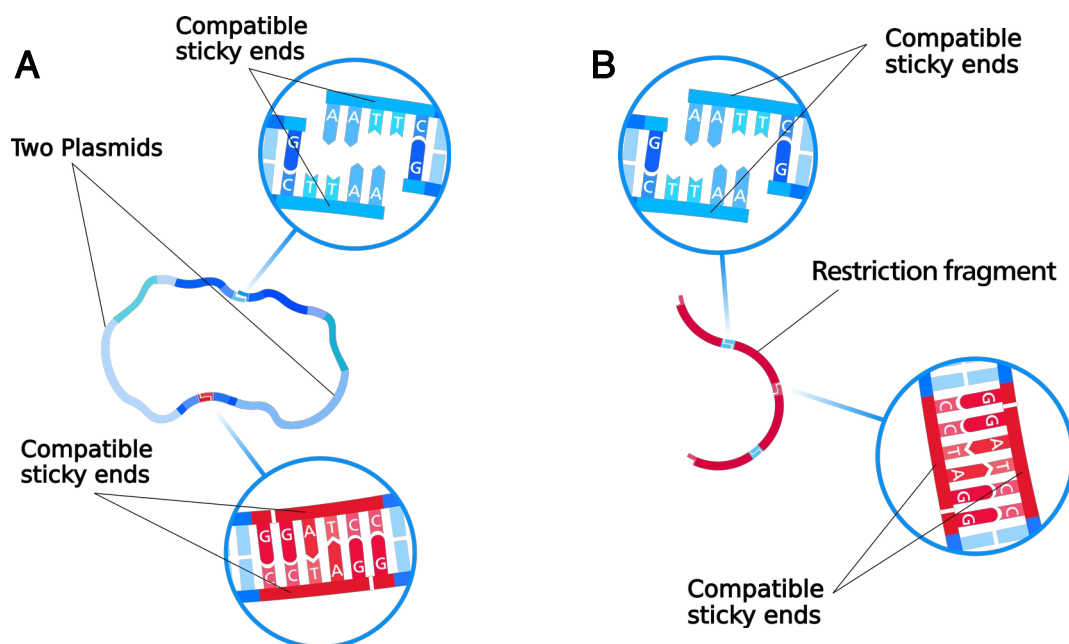 A
Compatible
sticky ends
A A T T C
G
G
C T T A A
Two Plasmids
Compatible
sticky ends
G G A T C C
C C T A G G
B
Compatible
sticky ends
A A T T C
G
G
C T T A A
Restriction fragment
G G A T C C
C C T A G G
Compatible
sticky ends